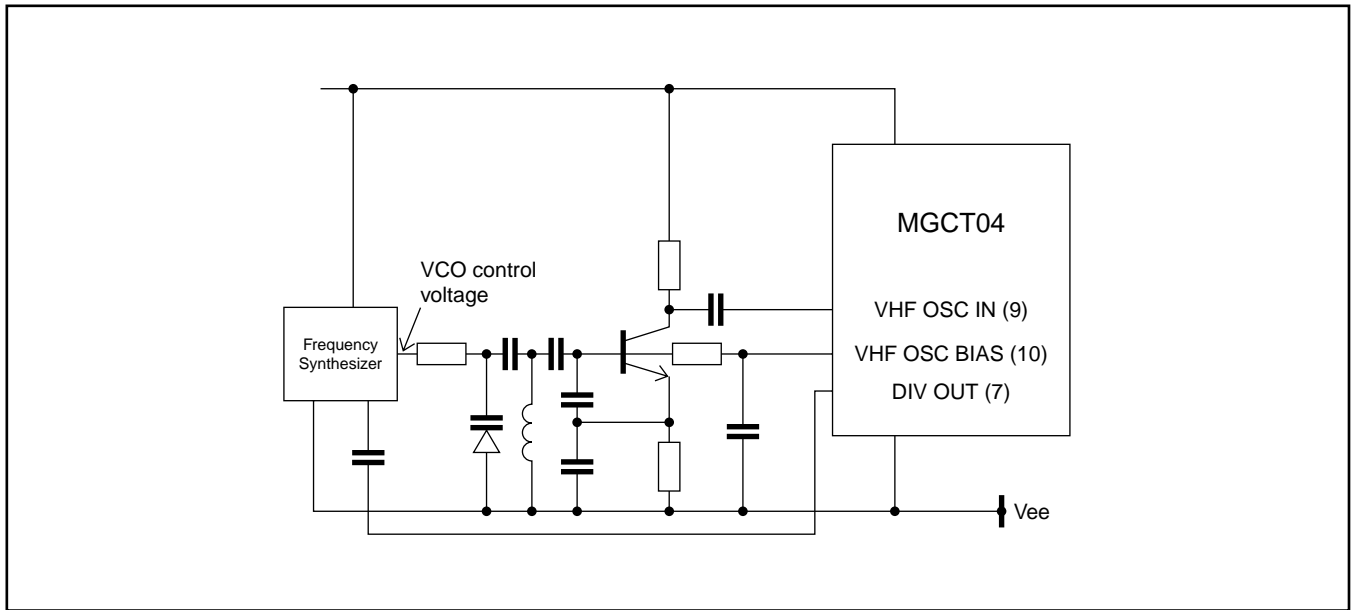 MGCT04
VCO control
voltage
VHF OSC IN (9)
Frequency
Synthesizer
VHF OSC BIAS (10)
DIV OUT (7)
Vee